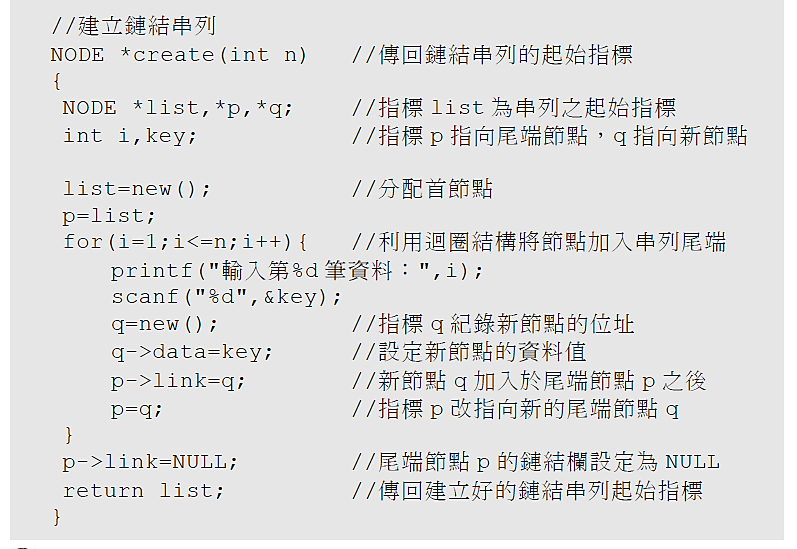 //建立鏈結串列
NODE *create(int n)   //傳回鏈結串列的起始指標
{
 NODE *list,*p,*q;    //指標 list 為串列之起始指標
 int i,key;           //指標 p 指向尾端節點，q 指向新節點
 list=new();          //分配首節點
 p=list;
 for(i=1;i<=n;i++){   //利用迴圈結構將節點加入串列尾端
     printf("輸入第%d 筆資料：",i);
     scanf("%d",&key);
     q=new();         //指標 q 紀錄新節點的位址
     q->data=key;     //設定新節點的資料值
     p->link=q;       //新節點 q 加入於尾端節點 p 之後
     p=q;             //指標 p 改指向新的尾端節點 q
 }
 p->link=NULL;        //尾端節點 p 的鏈結欄設定為 NULL
 return list;         //傳回建立好的鏈結串列起始指標
}